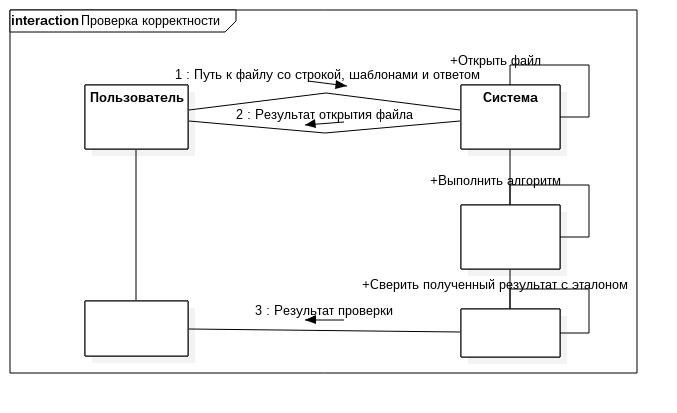 interaction Проверка корректности
+Открыть файл
1 : Путь к файлу со строкой, шаблонами и ответом
Пользователь
Система
2 : Результат открытия файла
+Выполнить алгоритм
+Сверить полученный результат с эталоном
3 : Результат проверки